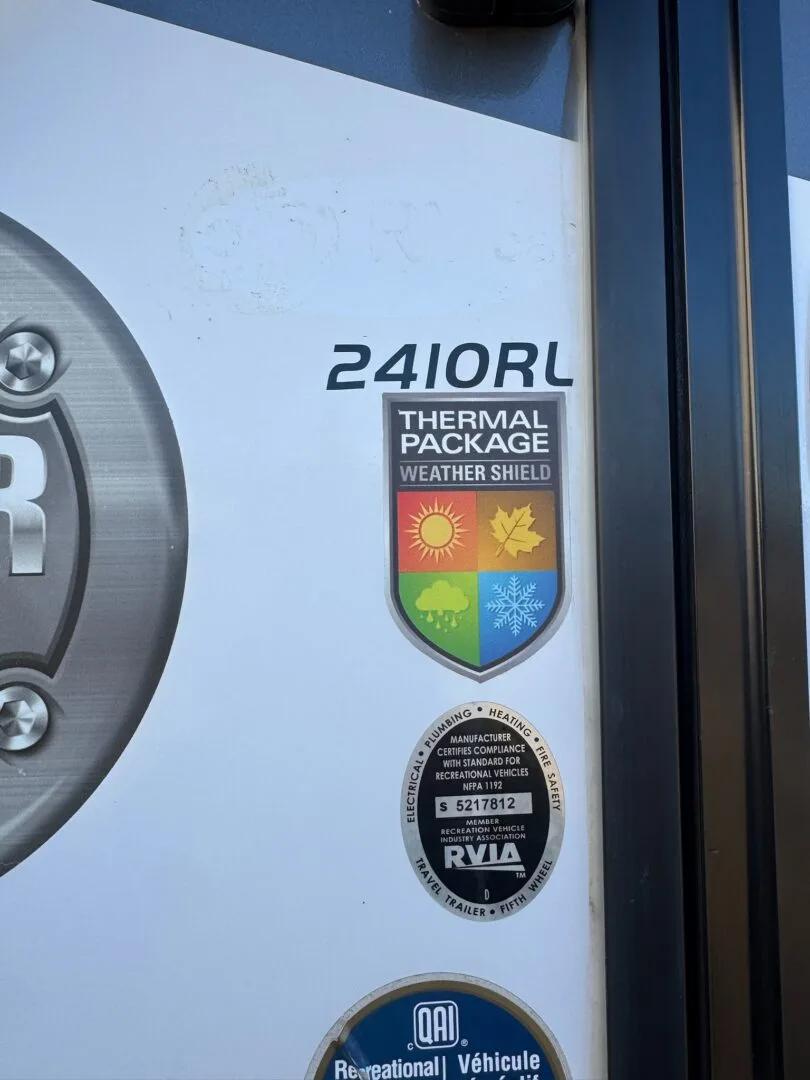 2410RL
THERMAL
PACKAGE
WEATHER SHIELD
R
ELECTRICAL • PLUMBING • HEATING • FIRE SAFETY
MANUFACTURER
CERTIFIES COMPLIANCE
WITH STANDARD FOR
RECREATIONAL VEHICLES
NFPA 1192
S 5217812
MEMBER
RECREATION VEHICLE
INDUSTRY ASSOCIATION
RVIA
TM
D
TRAVEL TRAILER • FIFTH WHEEL
C QAI ®
Recreational | Véhicule